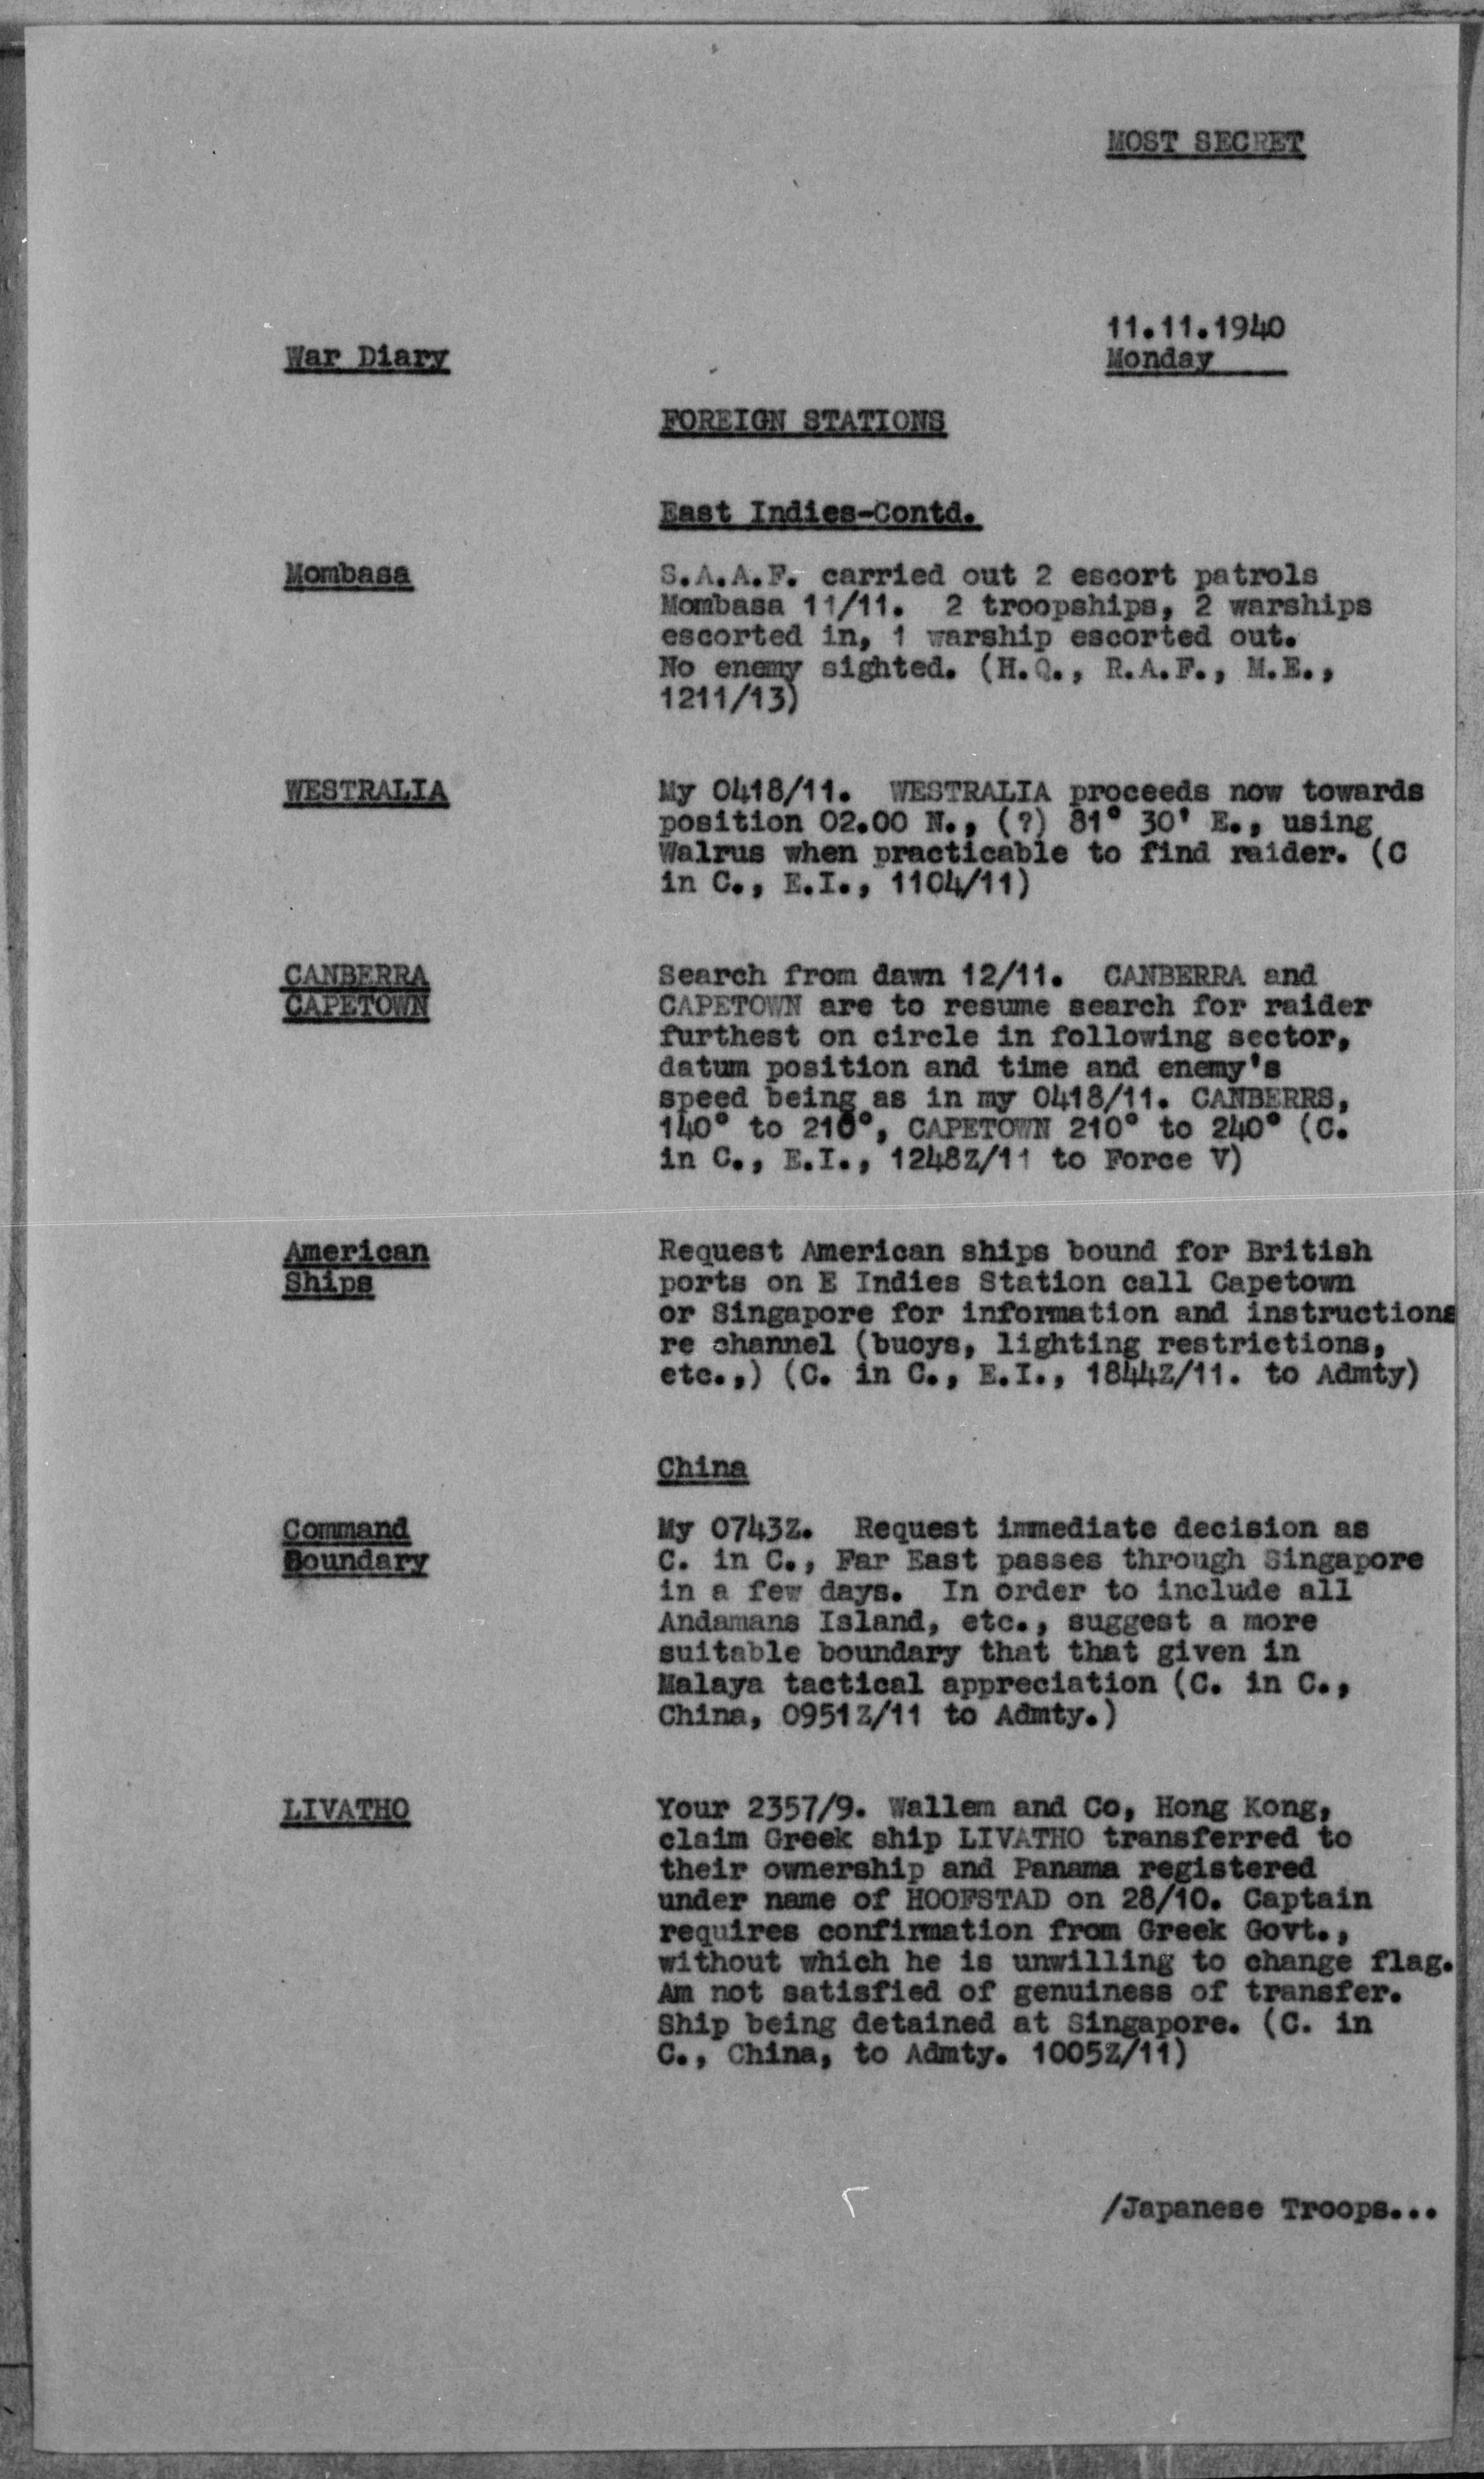 MOST SECRET
11.11.1940
War Diary
Monday
FOREIGN STATIONS
East Indies-Contd.
Mombasa
S.A.A.F. carried out 2 escort patrols
Mombasa 11/11. 2 troopships, 2 warships
escorted in, 1 warship escorted out.
No enemy sighted. (H.Q., R.A.F., M.E.,
1211/13)
WESTRALIA
My 0418/11. WESTRALIA proceeds now towards
position 02.00 N., (?) 81° 30' E., using
Walrus when practicable to find raider. (C
in C., E.I., 1104/11)
CANBERRA
CAPETOWN
Search from dawn 12/11. CANBERRA and
CAPETOWN are to resume search for raider
furthest on circle in following sector,
datum position and time and enemy's
speed being as in my 0418/11. CANBERRS,
140° to 210°, CAPETOWN 210° to 240° (C.
in C., E.I., 1248Z/11 to Force V)
American
Ships
Request American ships bound for British
ports on E Indies Station call Capetown
or Singapore for information and instructions
re channel (buoys, lighting restrictions,
etc.,) (C. in C., E.I., 1844Z/11. to Admty)
China
Command
Boundary
My 0743Z. Request immediate decision as
C. in C., Far East passes through Singapore
in a few days. In order to include all
Andamans Island, etc., suggest a more
suitable boundary that that given in
Malaya tactical appreciation (C. in C.,
China, 0951Z/11 to Admty.)
LIVATHO
Your 2357/9. Wallem and Co, Hong Kong,
claim Greek ship LIVATHO transferred to
their ownership and Panama registered
under name of HOOFSTAD on 28/10. Captain
requires confirmation from Greek Govt.,
without which he is unwilling to change flag.
Am not satisfied of genuiness of transfer.
Ship being detained at Singapore. (C. in
C., China, to Admty. 1005Z/11)
/Japanese Troops...